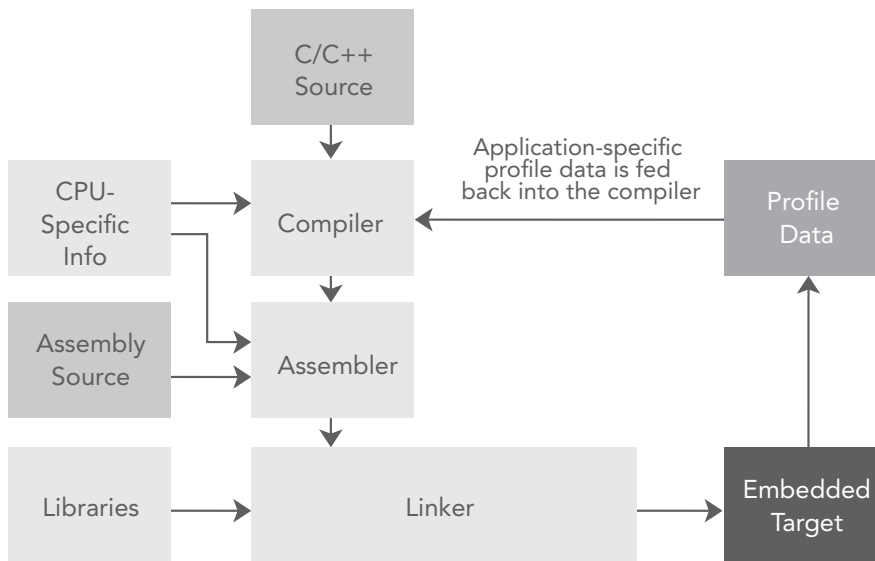 C/C++
Source
Application-specific
profile data is fed
back into the compiler
CPU-
Specific
Info
Compiler
Profile
Data
Assembly
Source
Assembler
Libraries
Linker
Embedded
Target